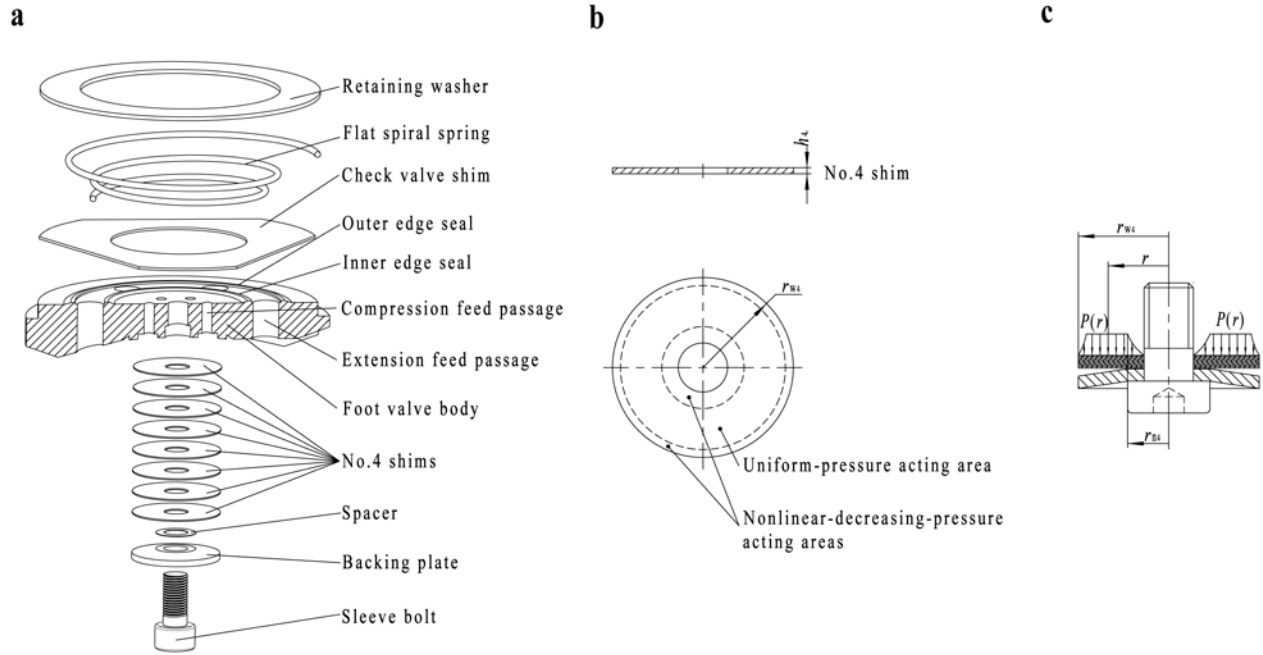 a
Retaining washer
Flat spiral spring
Check valve shim
Outer edge seal
Inner edge seal
Compression feed passage
Extension feed passage
Foot valve body
No.4 shims
Spacer
Backing plate
Sleeve bolt
b
h4
No.4 shim
rw4
Uniform-pressure acting area
Nonlinear-decreasing-pressure
acting areas
c
rw4
r
P(r)
P(r)
rn4